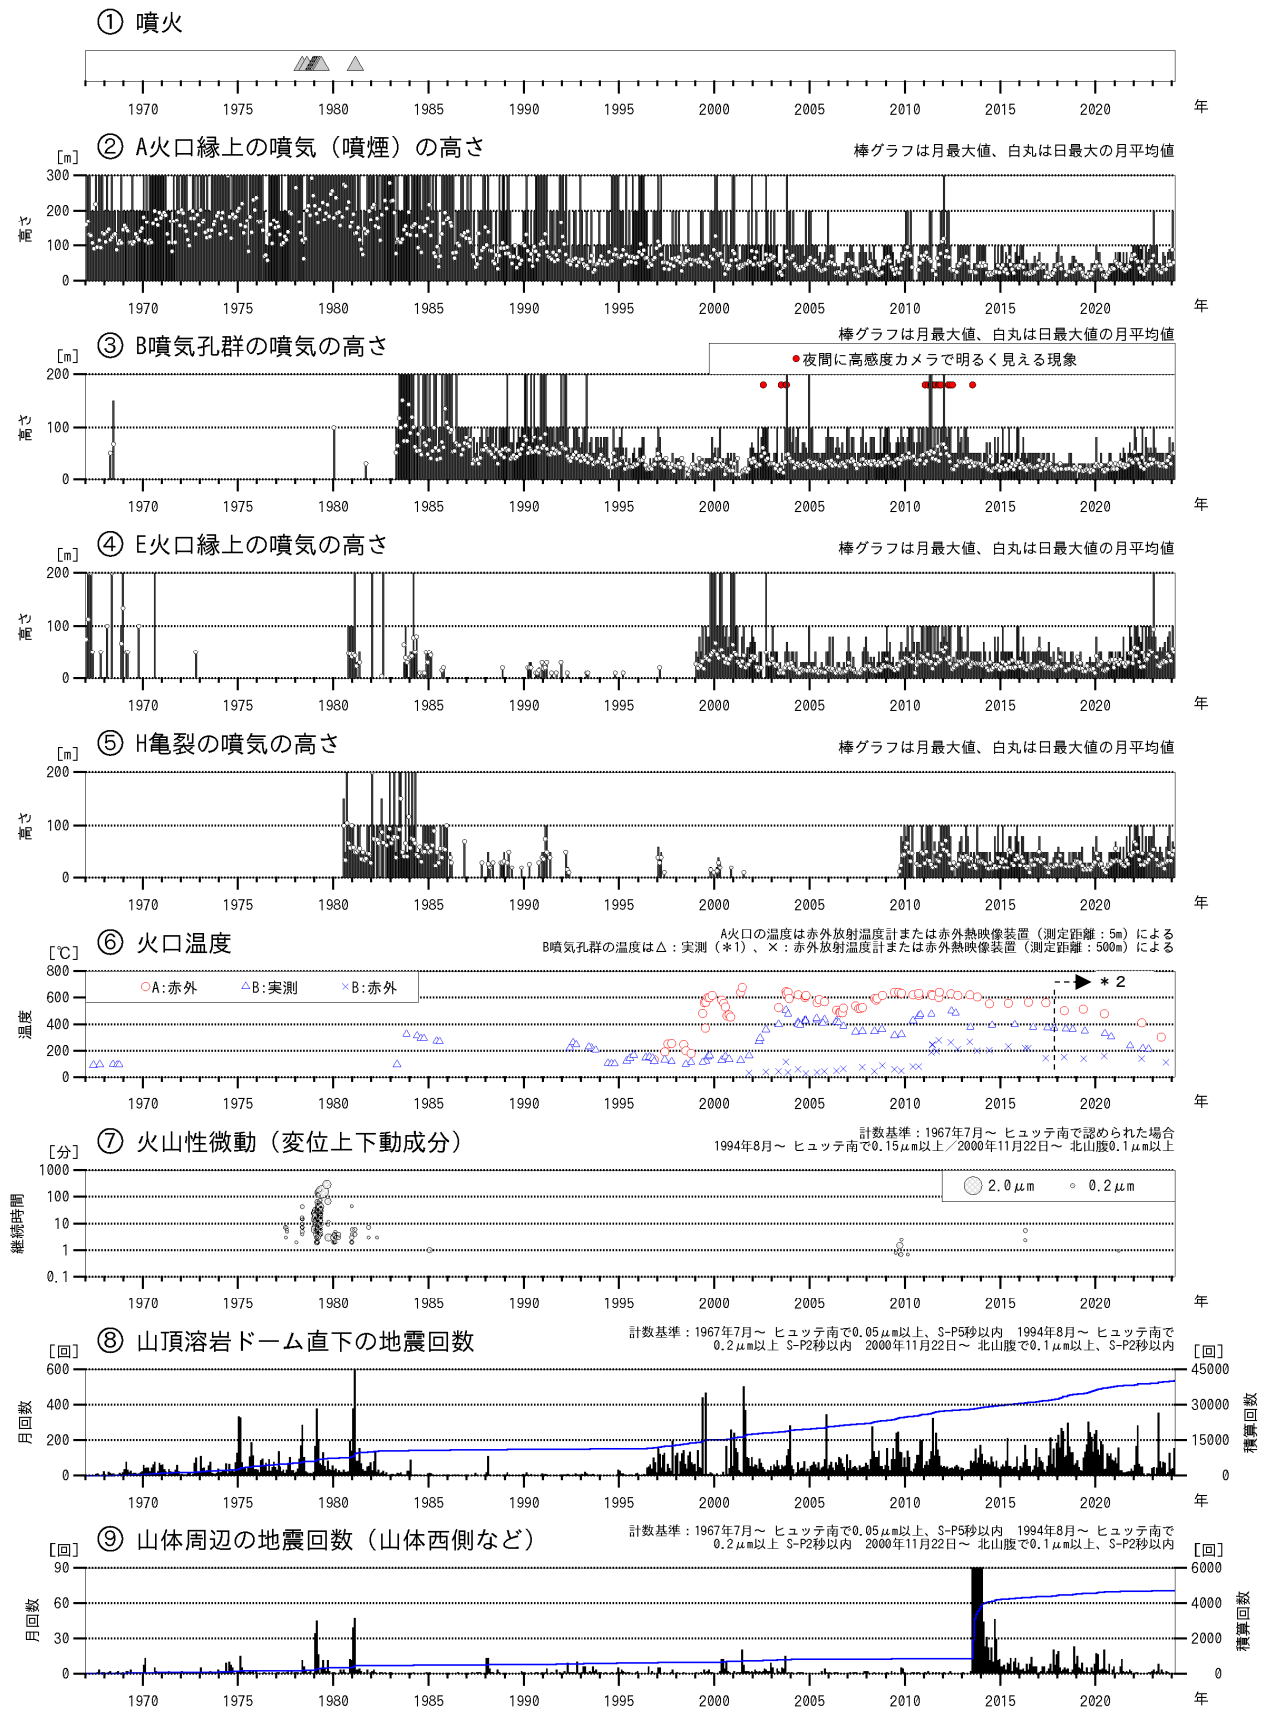 ① 噴火
1970 1975 1980 1985 1990 1995 2000 2005 2010 2015 2020 年
② A火口縁上の噴気（噴煙）の高さ
棒グラフは月最大値、白丸は日最大の月平均値
[m]
300
200
100
0
高さ
1970 1975 1980 1985 1990 1995 2000 2005 2010 2015 2020 年
③ B噴気孔群の噴気の高さ
棒グラフは月最大値、白丸は日最大値の月平均値
●夜間に高感度カメラで明るく見える現象
[m]
200
100
0
高さ
1970 1975 1980 1985 1990 1995 2000 2005 2010 2015 2020 年
④ E火口縁上の噴気の高さ
棒グラフは月最大値、白丸は日最大値の月平均値
[m]
200
100
0
高さ
1970 1975 1980 1985 1990 1995 2000 2005 2010 2015 2020 年
⑤ H亀裂の噴気の高さ
棒グラフは月最大値、白丸は日最大値の月平均値
[m]
200
100
0
高さ
1970 1975 1980 1985 1990 1995 2000 2005 2010 2015 2020 年
⑥ 火口温度
A火口の温度は赤外放射温度計または赤外熱映像装置（測定距離：5m）による
B噴気孔群の温度は△：実測（＊1）、×：赤外放射温度計または赤外熱映像装置（測定距離：500m）による
[℃]
800
600
400
200
0
温度
○A:赤外 △B:実測 ×B:赤外
＊2
1970 1975 1980 1985 1990 1995 2000 2005 2010 2015 2020 年
⑦ 火山性微動（変位上下動成分）
計数基準：1967年7月～ ヒュッテ南で認められた場合
1994年8月～ ヒュッテ南で0.15μm以上／2000年11月22日～ 北山腹0.1μm以上
[分]
1000
100
10
1
0.1
継続時間
2.0μm 0.2μm
1970 1975 1980 1985 1990 1995 2000 2005 2010 2015 2020 年
⑧ 山頂溶岩ドーム直下の地震回数
計数基準：1967年7月～ ヒュッテ南で0.05μm以上、S-P5秒以内 1994年8月～ ヒュッテ南で
0.2μm以上 S-P2秒以内 2000年11月22日～ 北山腹で0.1μm以上、S-P2秒以内
[回]
600
400
200
0
月回数
[回]
45000
30000
15000
0
積算回数
1970 1975 1980 1985 1990 1995 2000 2005 2010 2015 2020 年
⑨ 山体周辺の地震回数（山体西側など）
計数基準：1967年7月～ ヒュッテ南で0.05μm以上、S-P5秒以内 1994年8月～ ヒュッテ南で
0.2μm以上 S-P2秒以内 2000年11月22日～ 北山腹で0.1μm以上、S-P2秒以内
[回]
90
60
30
0
月回数
[回]
6000
4000
2000
0
積算回数
1970 1975 1980 1985 1990 1995 2000 2005 2010 2015 2020 年